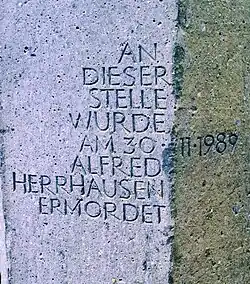 AN
DIESER
STELLE
WURDE
AM 30·11·1989
ALFRED
HERRHAUSEN
ERMORDET